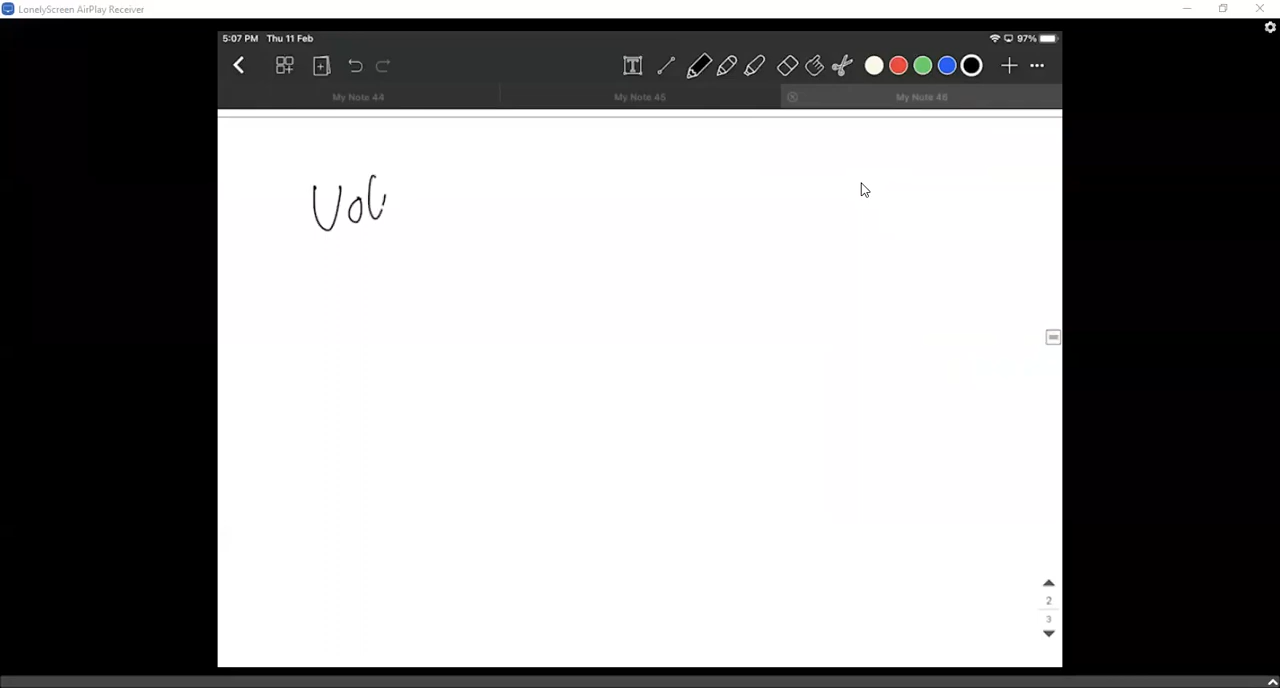 LonelyScreen AirPlay Receiver
5:07 PM Thu 11 Feb 97%
T
My Note 44 My Note 45 My Note 46
Vol
2
3